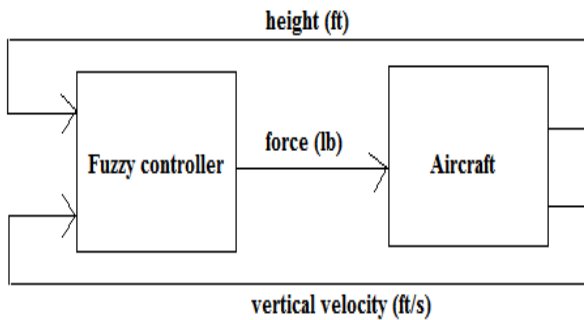 height (ft)
Fuzzy controller
force (lb)
Aircraft
vertical velocity (ft/s)